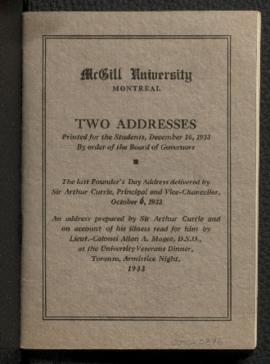 McGill University
MONTREAL
TWO ADDRESSES
Printed for the Students, December 16, 1933
By order of the Board of Governors
The last Founder's Day Address delivered by
Sir Arthur Currie, Principal and Vice-Chancellor,
October 6, 1933
An address prepared by Sir Arthur Currie and
on account of his illness read for him by
Lieut.-Colonel Allan A. Magee, D.S.O.,
at the University Veterans Dinner,
Toronto, Armistice Night,
1933